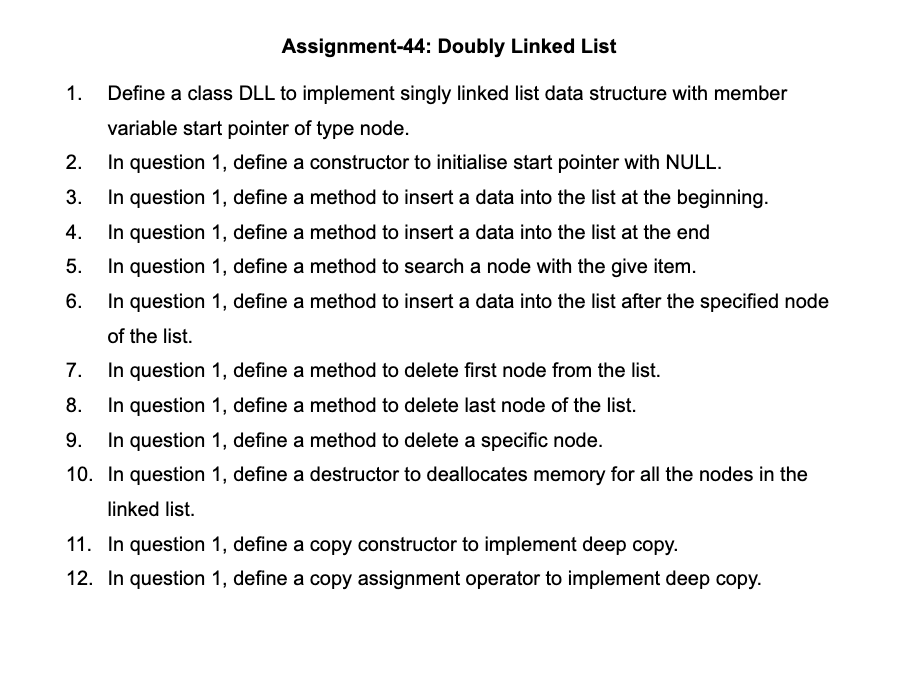 Assignment-44: Doubly Linked List
1. Define a class DLL to implement singly linked list data structure with member
variable start pointer of type node.
2. In question 1, define a constructor to initialise start pointer with NULL.
3. In question 1, define a method to insert a data into the list at the beginning.
4. In question 1, define a method to insert a data into the list at the end
5. In question 1, define a method to search a node with the give item.
6. In question 1, define a method to insert a data into the list after the specified node
of the list.
7. In question 1, define a method to delete first node from the list.
8. In question 1, define a method to delete last node of the list.
9. In question 1, define a method to delete a specific node.
10. In question 1, define a destructor to deallocates memory for all the nodes in the
linked list.
11. In question 1, define a copy constructor to implement deep copy.
12. In question 1, define a copy assignment operator to implement deep copy.